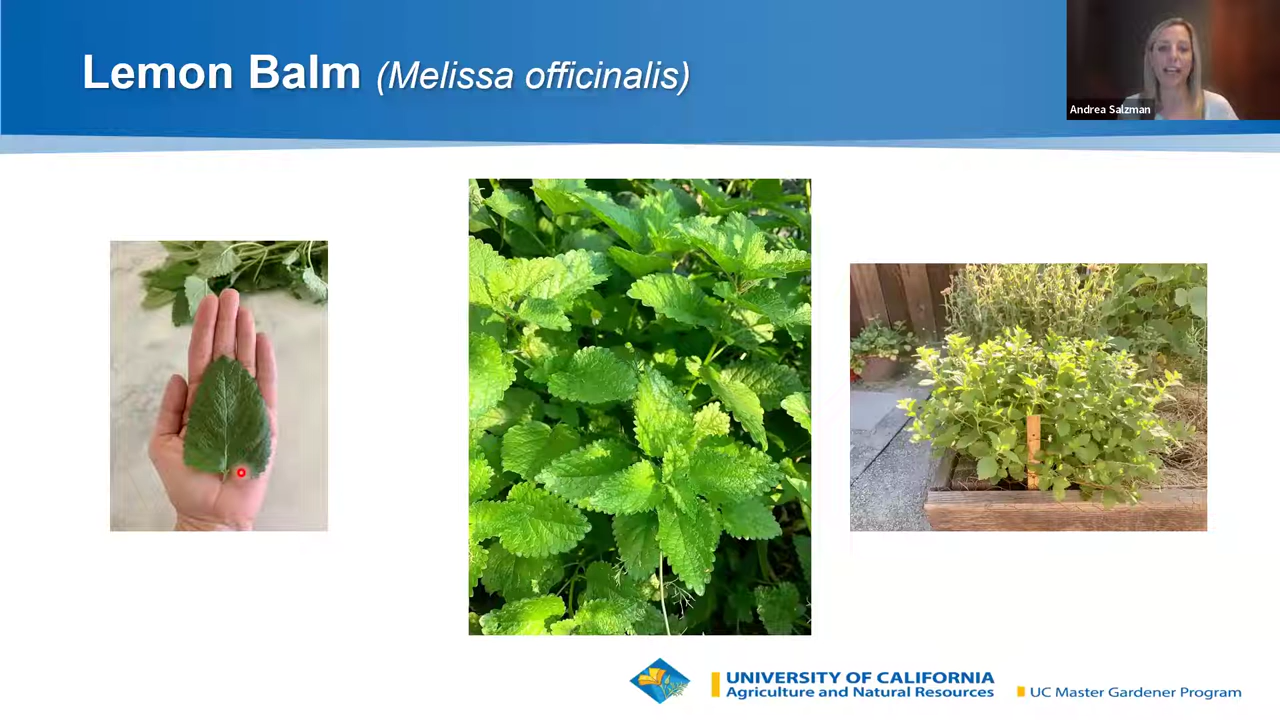 Lemon Balm (Melissa officinalis)
Andrea Salzman
UNIVERSITY OF CALIFORNIA
Agriculture and Natural Resources
UC Master Gardener Program